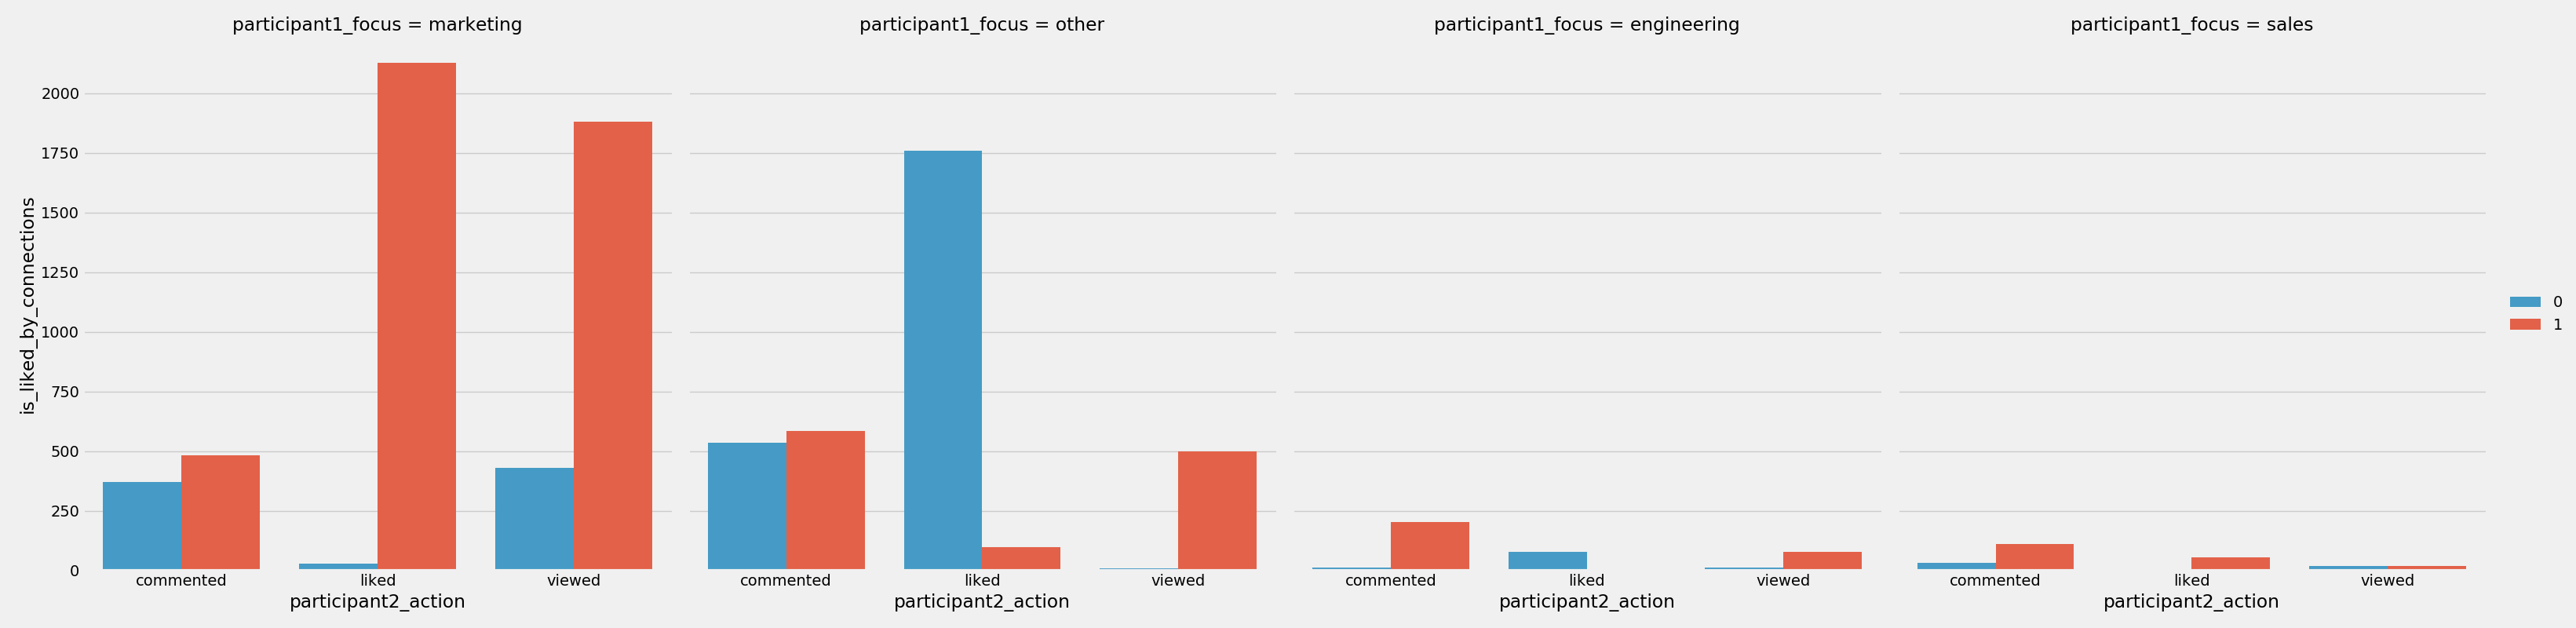 participant1_focus = marketing
participant1_focus = other
participant1_focus = engineering
participant1_focus = sales
is_liked_by_connections
2000
1750
1500
1250
1000
750
500
250
0
commented liked viewed
commented liked viewed
commented liked viewed
commented liked viewed
participant2_action
participant2_action
participant2_action
participant2_action
0
1